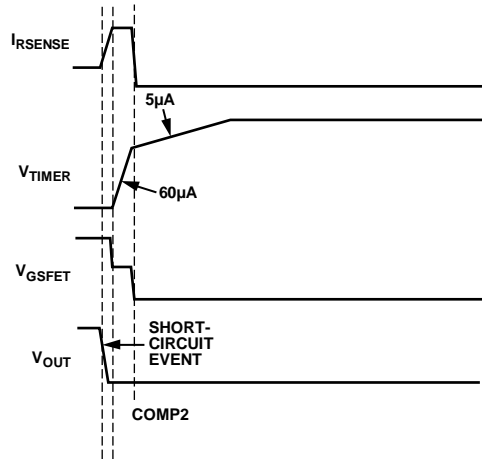 IRSENSE
5µA
VTIMER
60µA
VGSFET
SHORT-
CIRCUIT
EVENT
VOUT
COMP2